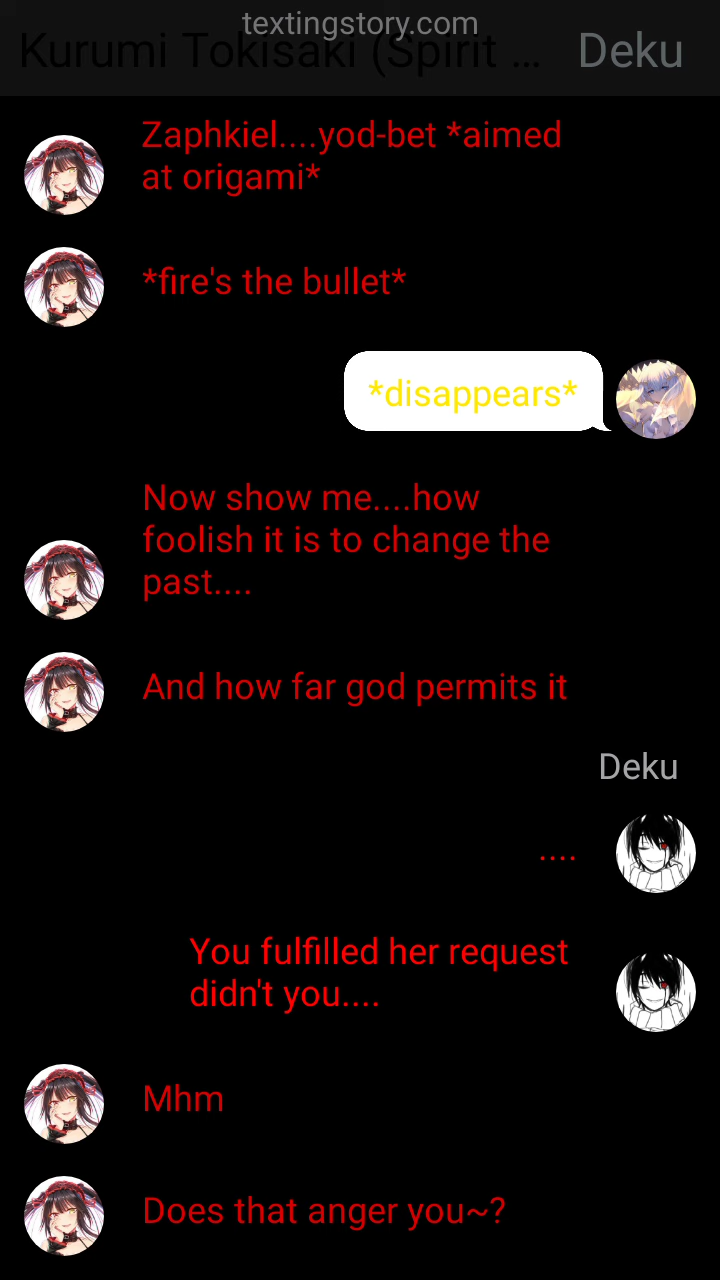 textingstory.com
Kurumi Tokisaki (Spirit ...
Deku
Zaphkiel....yod-bet *aimed
at origami*
*fire's the bullet*
*disappears*
Now show me....how
foolish it is to change the
past....
And how far god permits it
Deku
....
You fulfilled her request
didn't you....
Mhm
Does that anger you~?